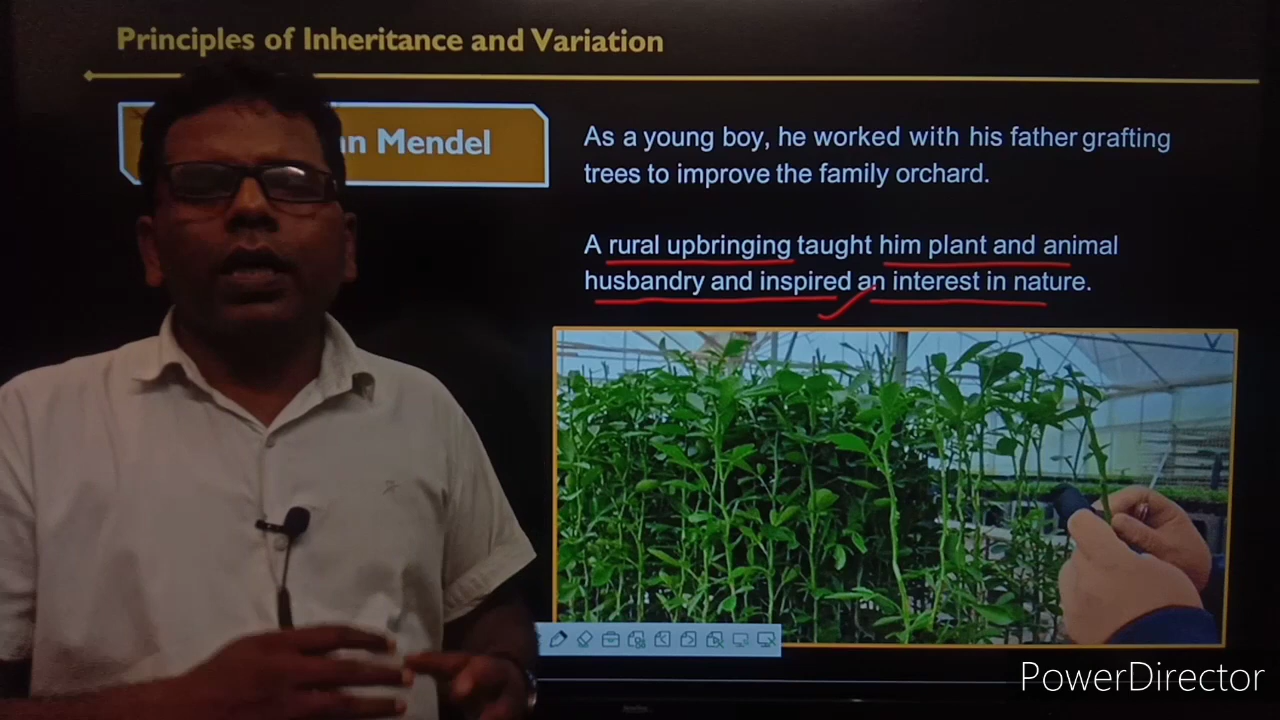 Principles of Inheritance and Variation
Mendel
As a young boy, he worked with his father grafting
trees to improve the family orchard.
A rural upbringing taught him plant and animal
husbandry and inspired an interest in nature.
PowerDirector